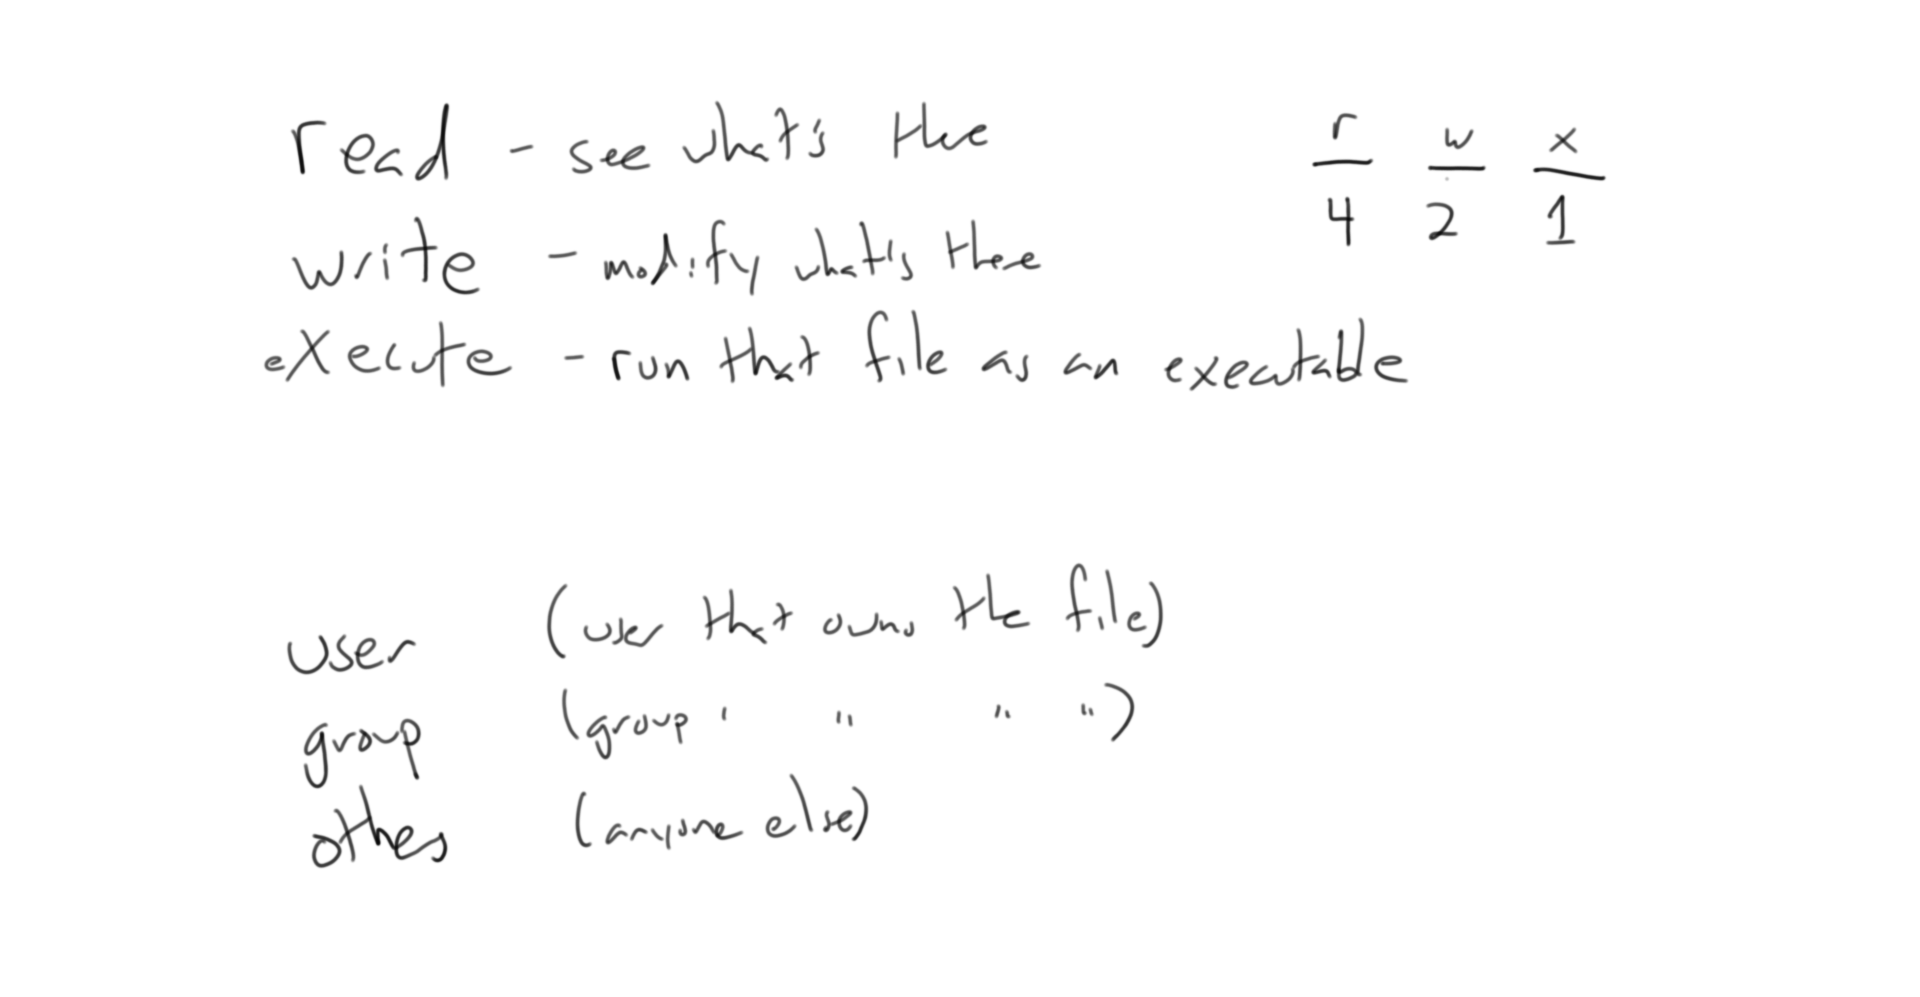 read - see what's there
r w x
4 2 1
write - modify what's there
eXecute - run that file as an executable
user (user that owns the file)
group (group " " " ")
others (anyone else)